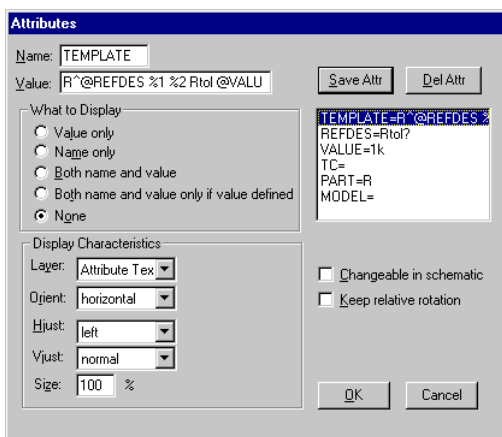 Attributes
Name: TEMPLATE
Value: R^@REFDES %1 %2 Rtol @VALU
Save Attr Del Attr
What to Display
Value only
Name only
Both name and value
Both name and value only if value defined
None
TEMPLATE=R^@REFDES %
REFDES=Rtol?
VALUE=1k
TC=
PART=R
MODEL=
Display Characteristics
Layer: Attribute Tex
Orient: horizontal
Hjust: left
Vjust: normal
Size: 100 %
Changeable in schematic
Keep relative rotation
OK Cancel